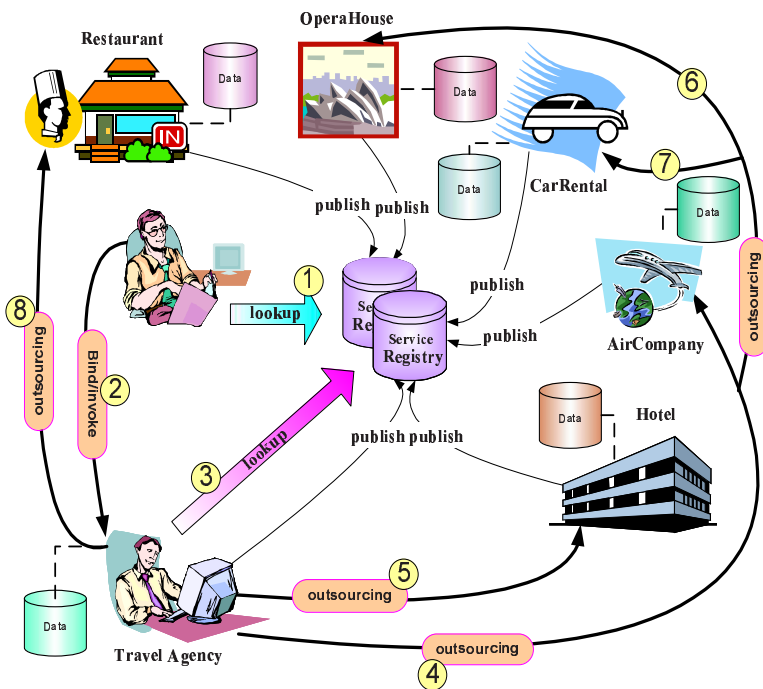 OperaHouse
Restaurant
Data
IN
Data
6
7
Data
CarRental
Data
publish
publish
1
lookup
Se
Re
Service
Registry
publish
publish
AirCompany
outsourcing
8
outsourcing
Bind/invoke
2
3
lookup
publish
publish
Data
Hotel
5
outsourcing
Data
Travel Agency
outsourcing
4